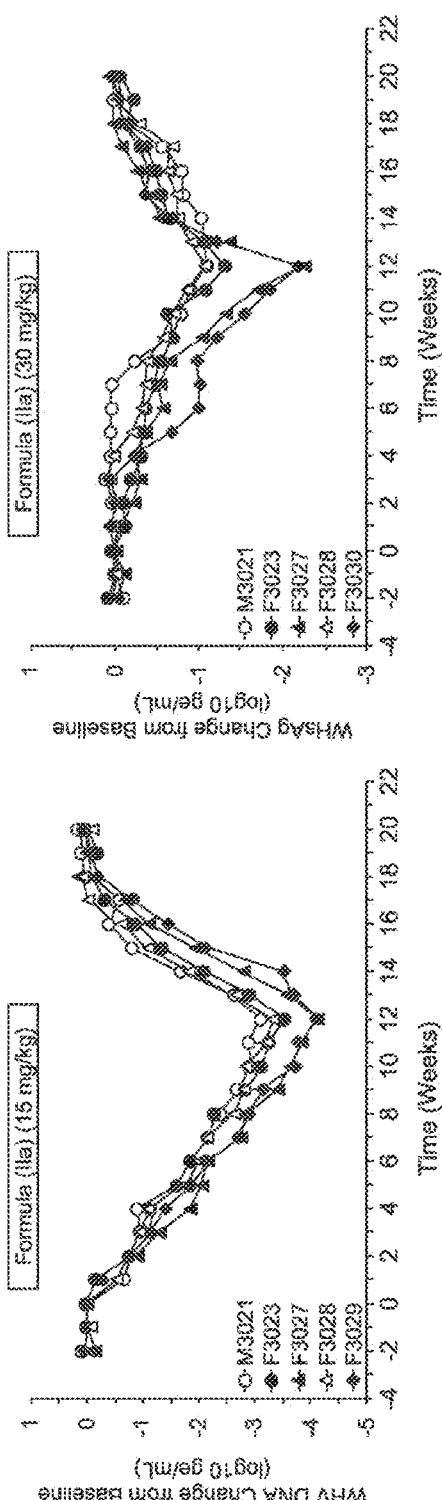 Formula (IIa) (15 mg/kg)
WHV DNA Change from Baseline
(log10 ge/mL)
1
0
-1
-2
-3
-4
-5
M3021
F3023
F3027
F3028
F3029
-4 -2 0 2 4 6 8 10 12 14 16 18 20 22
Time (Weeks)
Formula (IIa) (30 mg/kg)
WHsAg Change from Baseline
(log10 ge/mL)
1
-0
-1
-2
-3
M3021
F3023
F3027
F3028
F3030
-4 -2 0 2 4 6 8 10 12 14 16 18 20 22
Time (Weeks)